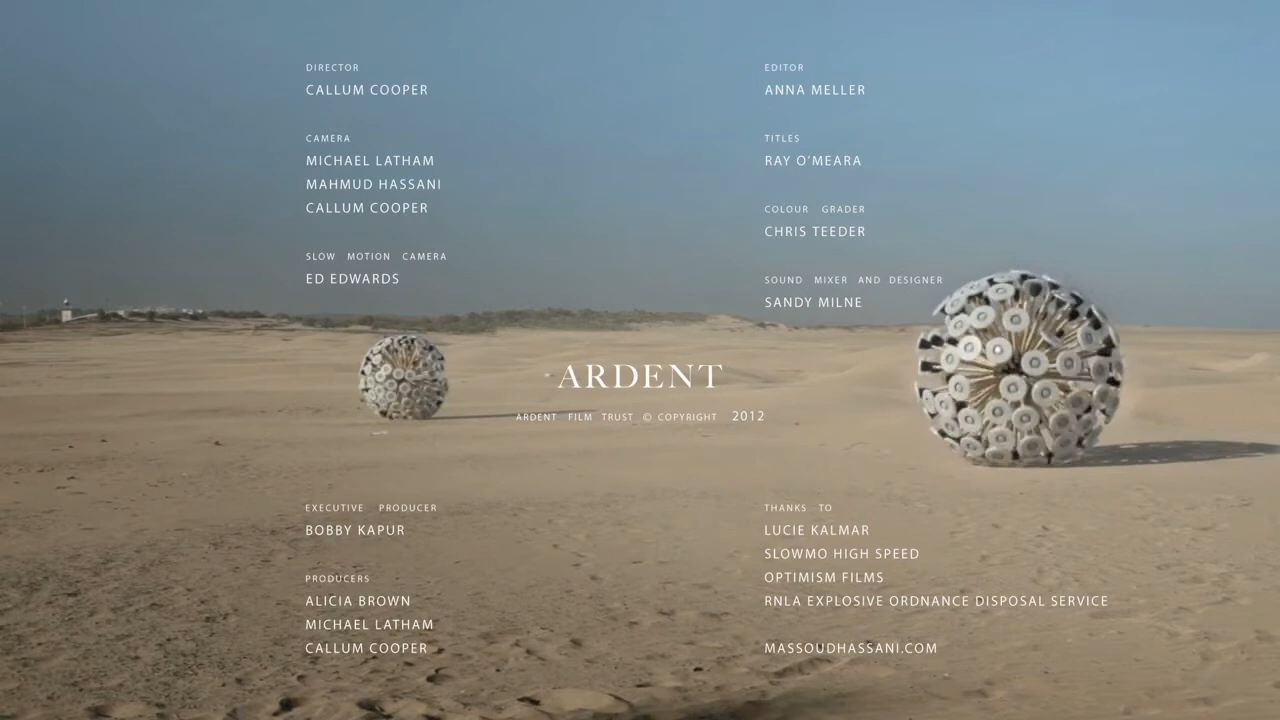 DIRECTOR
CALLUM COOPER
CAMERA
MICHAEL LATHAM
MAHMUD HASSANI
CALLUM COOPER
SLOW MOTION CAMERA
ED EDWARDS
EDITOR
ANNA MELLER
TITLES
RAY O'MEARA
COLOUR GRADER
CHRIS TEEDER
SOUND MIXER AND DESIGNER
SANDY MILNE
ARDENT
ARDENT FILM TRUST © COPYRIGHT 2012
EXECUTIVE PRODUCER
BOBBY KAPUR
PRODUCERS
ALICIA BROWN
MICHAEL LATHAM
CALLUM COOPER
THANKS TO
LUCIE KALMAR
SLOWMO HIGH SPEED
OPTIMISM FILMS
RNLA EXPLOSIVE ORDNANCE DISPOSAL SERVICE
MASSOUDHASSANI.COM